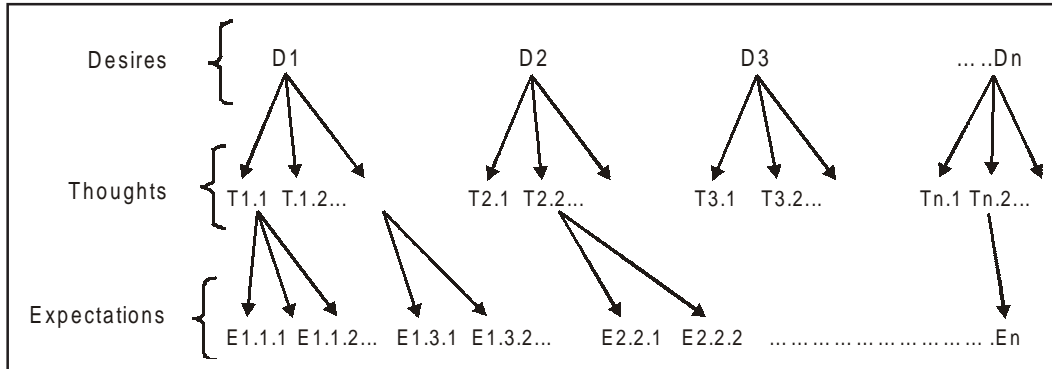 Desires D1 D2 D3 ... ..Dn
Thoughts T1.1 T.1.2... T2.1 T2.2... T3.1 T3.2... Tn.1 Tn.2...
Expectations E1.1.1 E1.1.2... E1.3.1 E1.3.2... E2.2.1 E2.2.2 ... ... ... ... ... ... ... ... ... .En